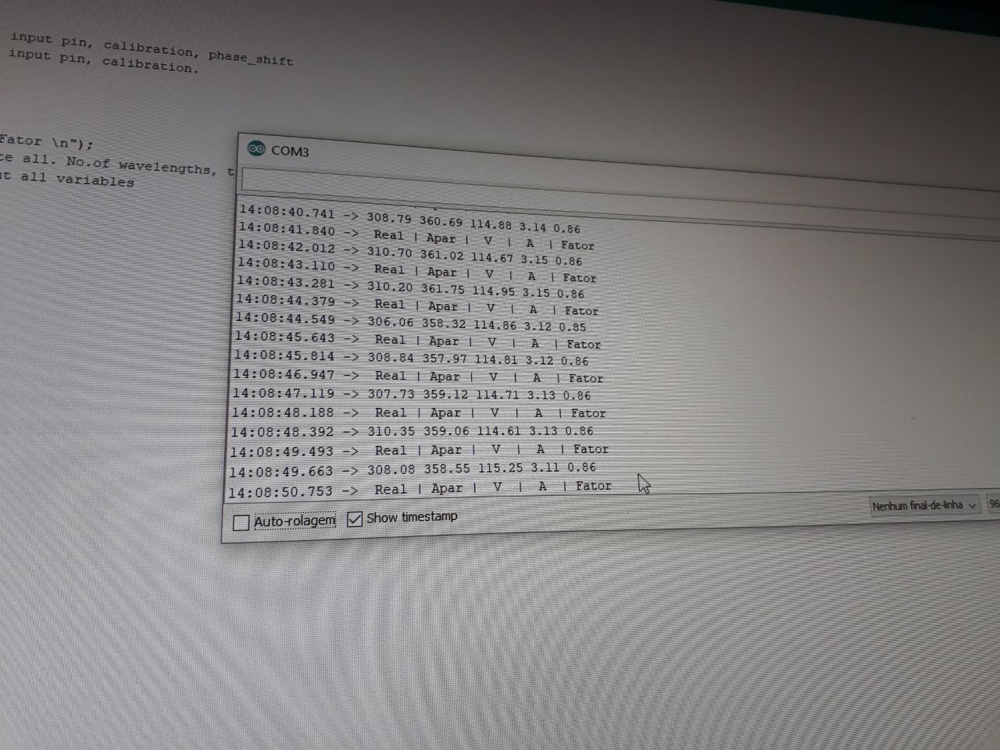 input pin, calibration, phase_shift
input pin, calibration.
Fator \n");
te all. No.of wavelengths, t
ut all variables
COM3
14:08:40.741 -> 308.79 360.69 114.88 3.14 0.86
14:08:41.840 -> Real | Apar | V | A | Fator
14:08:42.012 -> 310.70 361.02 114.67 3.15 0.86
14:08:43.110 -> Real | Apar | V | A | Fator
14:08:43.281 -> 310.20 361.75 114.95 3.15 0.86
14:08:44.379 -> Real | Apar | V | A | Fator
14:08:44.549 -> 306.06 358.32 114.86 3.12 0.85
14:08:45.643 -> Real | Apar | V | A | Fator
14:08:45.814 -> 308.84 357.97 114.81 3.12 0.86
14:08:46.947 -> Real | Apar | V | A | Fator
14:08:47.119 -> 307.73 359.12 114.71 3.13 0.86
14:08:48.188 -> Real | Apar | V | A | Fator
14:08:48.392 -> 310.35 359.06 114.61 3.13 0.86
14:08:49.493 -> Real | Apar | V | A | Fator
14:08:49.663 -> 308.08 358.55 115.25 3.11 0.86
14:08:50.753 -> Real | Apar | V | A | Fator
Auto-rolagem Show timestamp
Nenhum final-de-linha 96